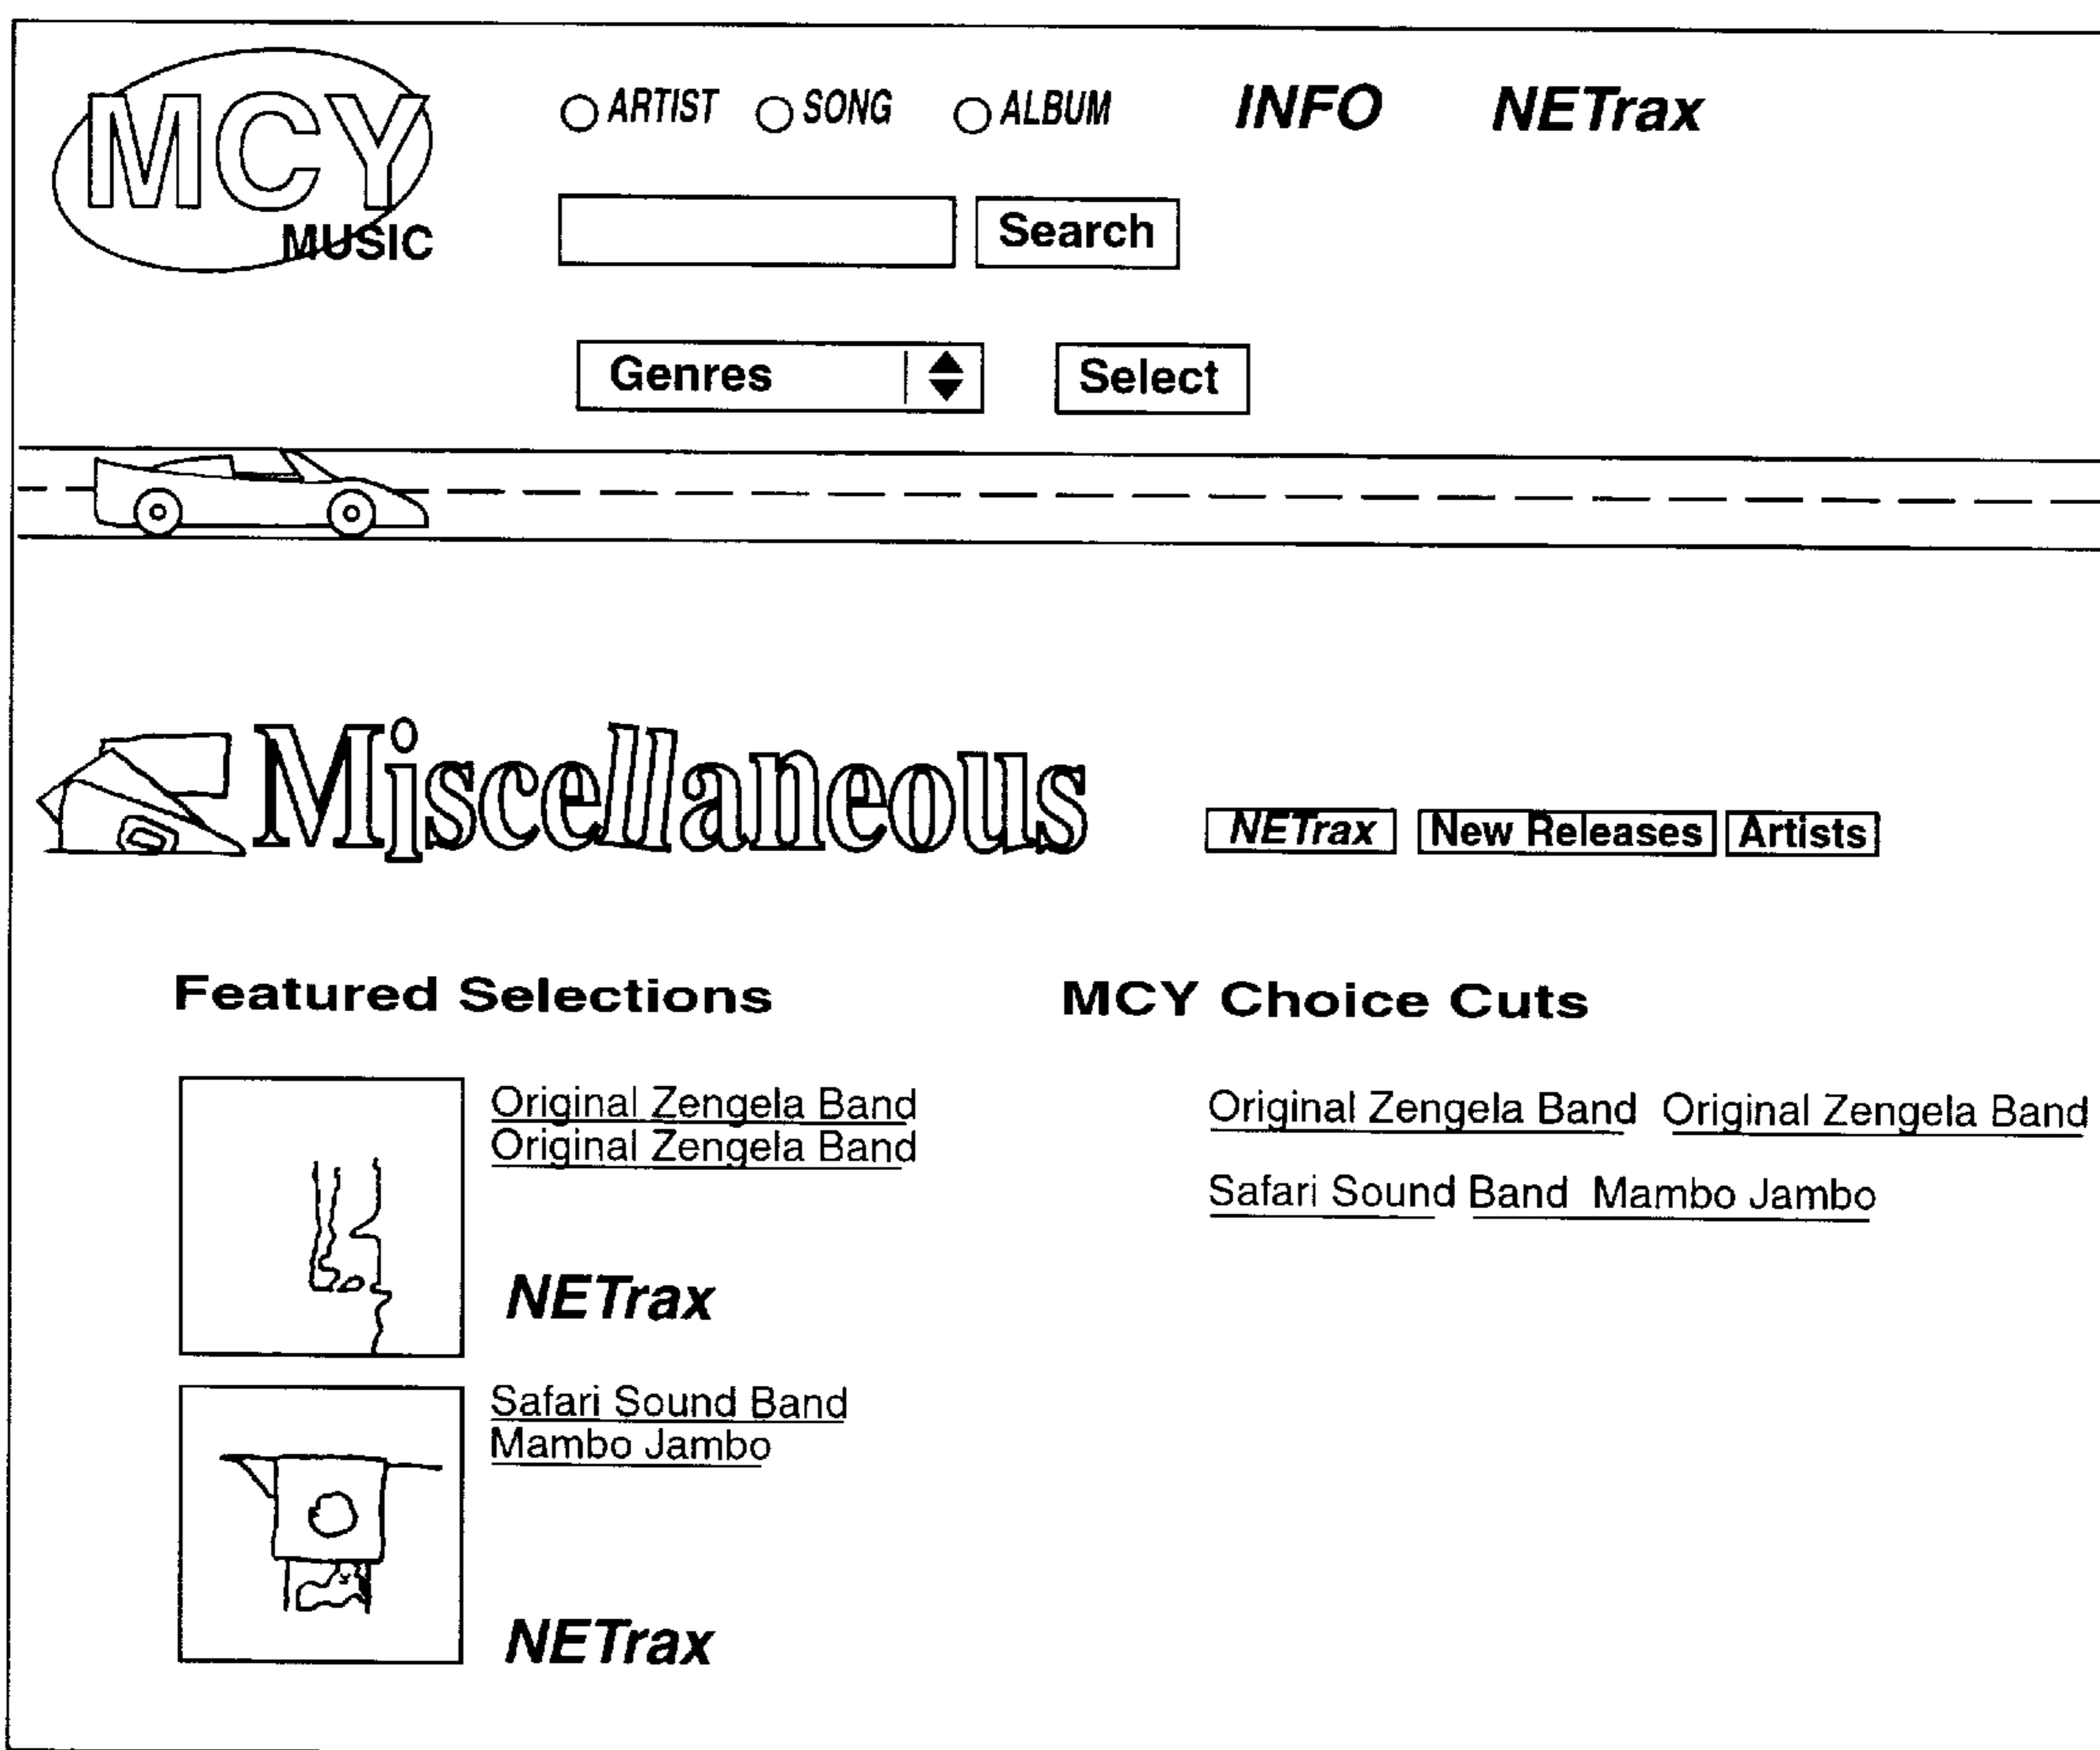 MCY
MUSIC
ARTIST SONG ALBUM INFO NETrax
Search
Genres Select
Miscellaneous
NETrax New Releases Artists
Featured Selections
Original Zengela Band
Original Zengela Band
NETrax
Safari Sound Band
Mambo Jambo
NETrax
MCY Choice Cuts
Original Zengela Band Original Zengela Band
Safari Sound Band Mambo Jambo